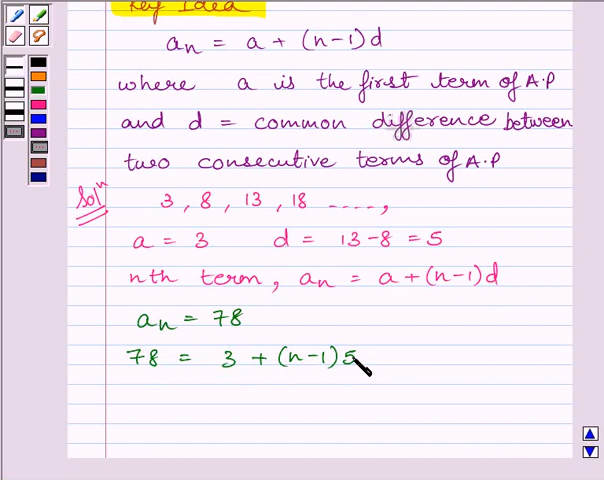 Key Idea
aₙ = a + (n-1)d
where a is the first term of A.P
and d = common difference between
two consecutive terms of A.P
Solⁿ 3, 8, 13, 18 .....,
a = 3 d = 13-8 = 5
nth term, aₙ = a + (n-1)d
aₙ = 78
78 = 3 + (n-1)5